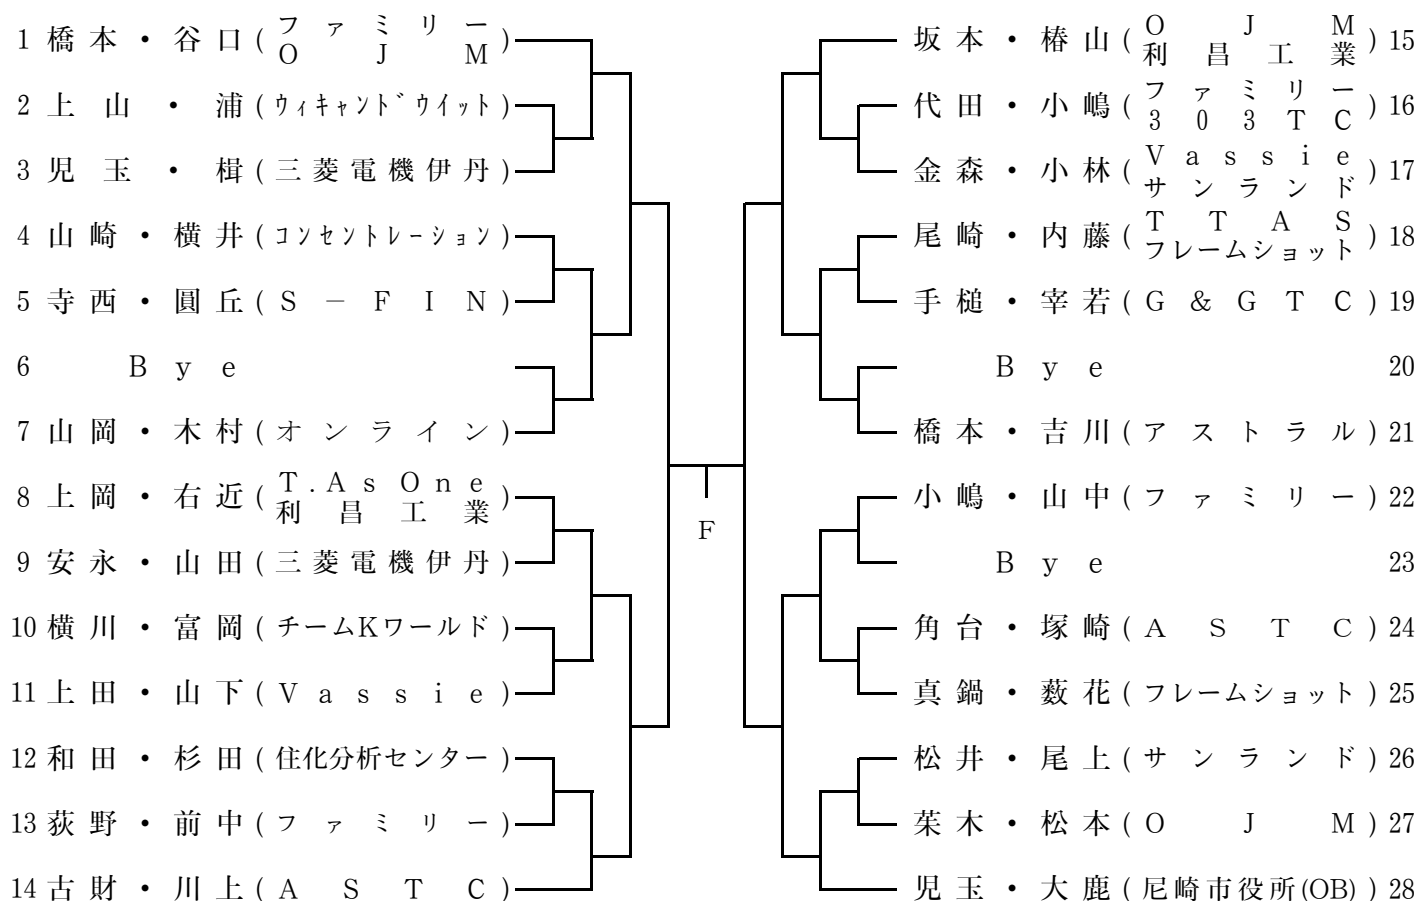 1 橋本・谷口(ファミリー OJM)
2 上山・浦(ウィキャンドウイット)
3 児玉・楫(三菱電機伊丹)
4 山崎・横井(コンセントレーション)
5 寺西・圓丘(S－FIN)
6 Bye
7 山岡・木村(オンライン)
8 上岡・右近(T.As One 利昌工業)
9 安永・山田(三菱電機伊丹)
10 横川・富岡(チームKワールド)
11 上田・山下(Vassie)
12 和田・杉田(住化分析センター)
13 荻野・前中(ファミリー)
14 古財・川上(ASTC)
F
坂本・椿山(OJM 利昌工業) 15
代田・小嶋(ファミリー 303TC) 16
金森・小林(Vassie サンランド) 17
尾崎・内藤(TTAS フレームショット) 18
手槌・宰若(G&GTC) 19
Bye 20
橋本・吉川(アストラル) 21
小嶋・山中(ファミリー) 22
Bye 23
角台・塚崎(ASTC) 24
真鍋・薮花(フレームショット) 25
松井・尾上(サンランド) 26
茱木・松本(OJM) 27
児玉・大鹿(尼崎市役所(OB)) 28